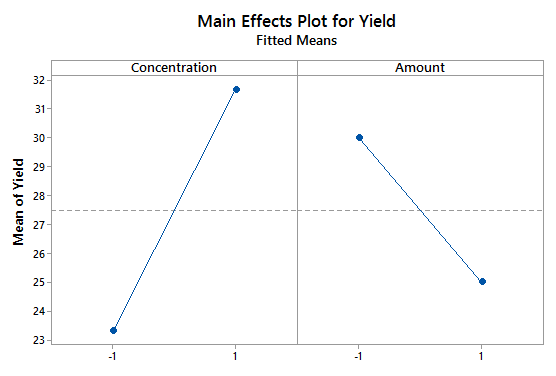 Main Effects Plot for Yield
Fitted Means
Concentration Amount
Mean of Yield
32
31
30
29
28
27
26
25
24
23
-1 1 -1 1